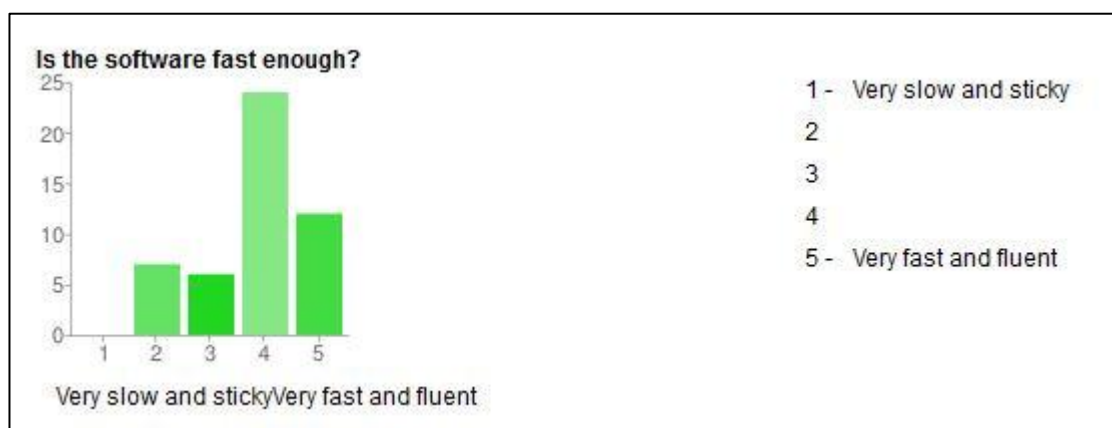 Is the software fast enough?
25
20
15
10
5
0
1 2 3 4 5
Very slow and stickyVery fast and fluent
1 - Very slow and sticky
2
3
4
5 - Very fast and fluent